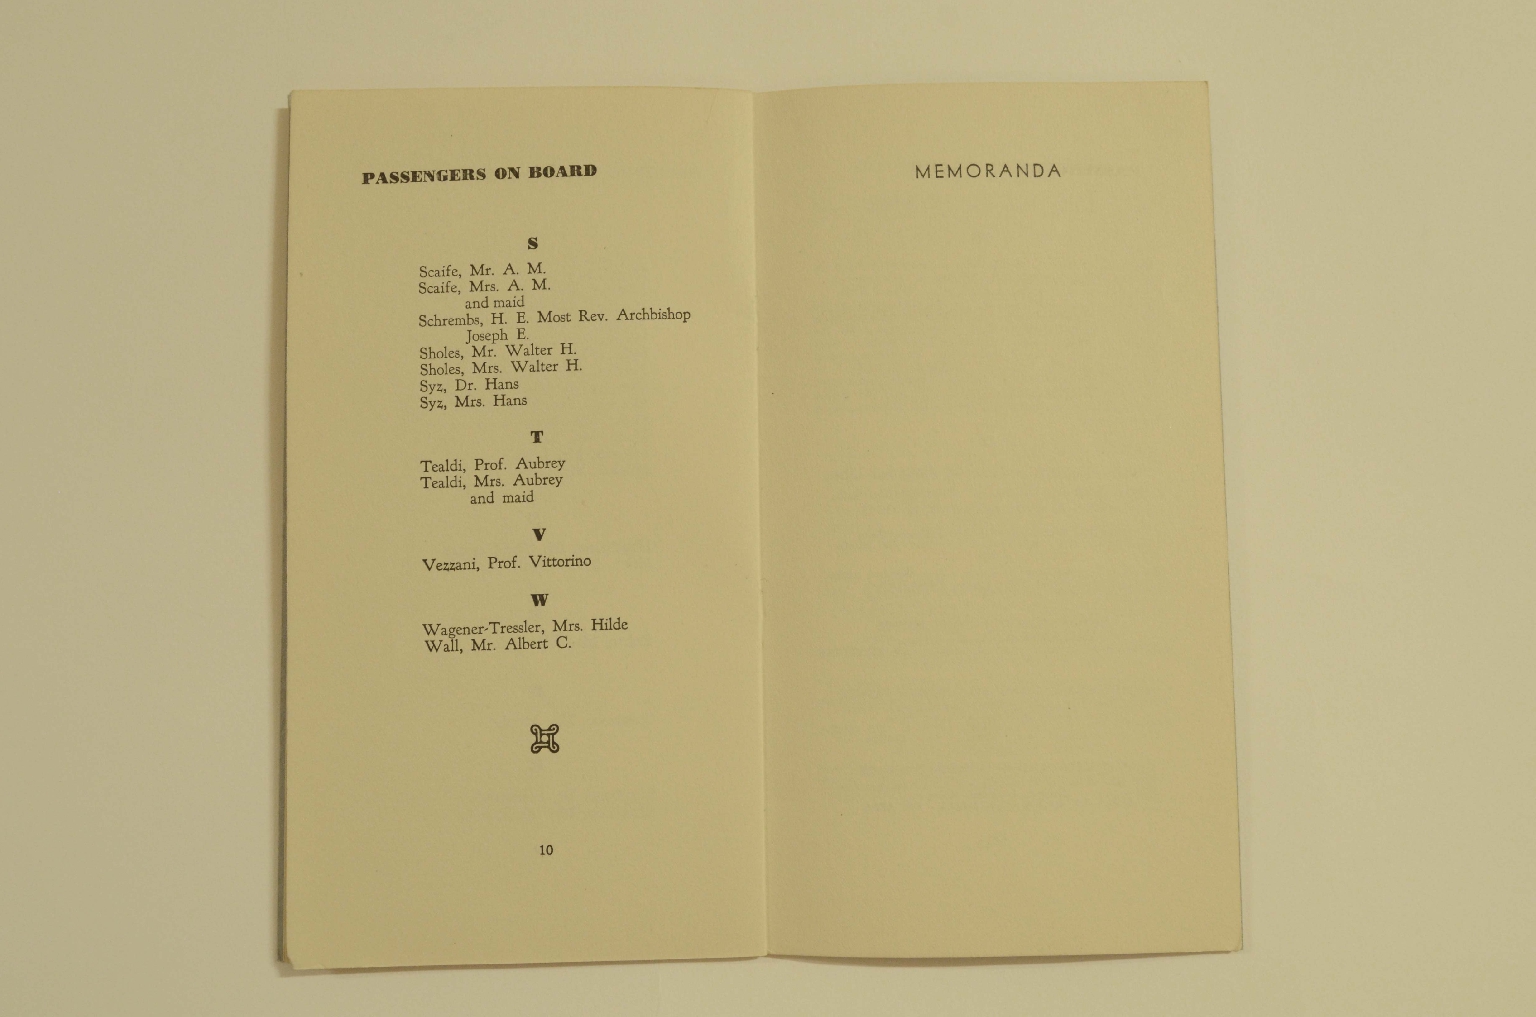 PASSENGERS ON BOARD
S
Scaife, Mr. A. M.
Scaife, Mrs. A. M.
and maid
Schrembs, H. E. Most Rev. Archbishop
Joseph E.
Sholes, Mr. Walter H.
Sholes, Mrs. Walter H.
Syz, Dr. Hans
Syz, Mrs. Hans
T
Tealdi, Prof. Aubrey
Tealdi, Mrs. Aubrey
and maid
V
Vezzani, Prof. Vittorino
W
Wagener-Tressler, Mrs. Hilde
Wall, Mr. Albert C.
10
MEMORANDA